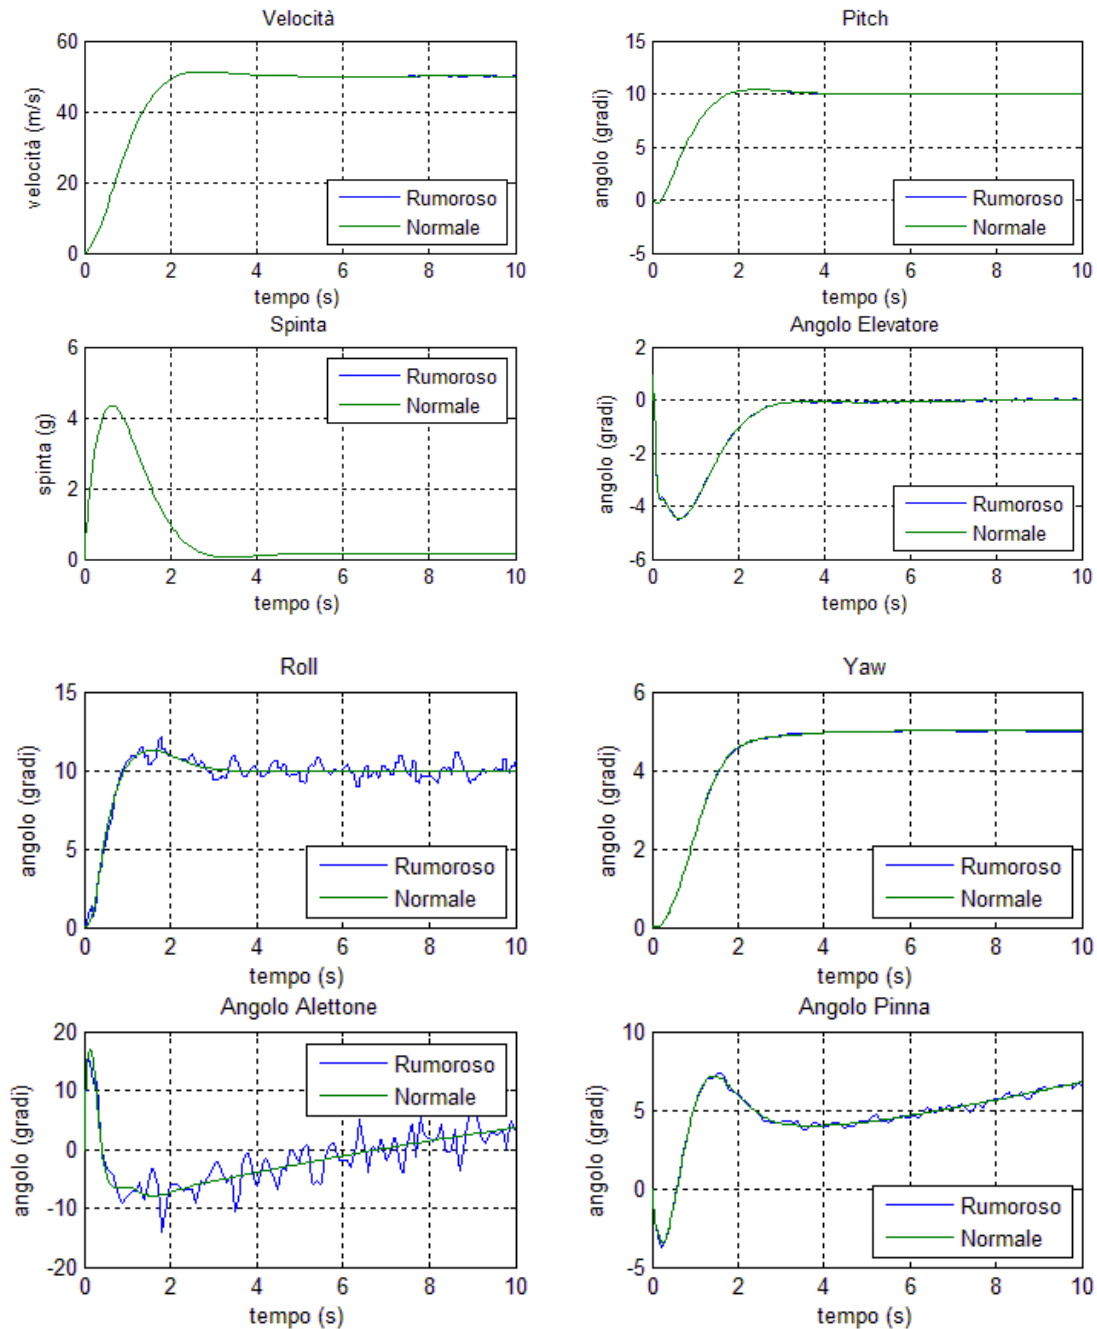 Velocità
60
40
20
0
velocità (m/s)
Rumoroso
Normale
0 2 4 6 8 10
tempo (s)
Pitch
15
10
5
0
-5
angolo (gradi)
Rumoroso
Normale
0 2 4 6 8 10
tempo (s)
Spinta
6
4
2
0
spinta (g)
Rumoroso
Normale
0 2 4 6 8 10
tempo (s)
Angolo Elevatore
2
0
-2
-4
-6
angolo (gradi)
Rumoroso
Normale
0 2 4 6 8 10
tempo (s)
Roll
15
10
5
0
angolo (gradi)
Rumoroso
Normale
0 2 4 6 8 10
tempo (s)
Yaw
6
4
2
0
angolo (gradi)
Rumoroso
Normale
0 2 4 6 8 10
tempo (s)
Angolo Alettone
20
10
0
-10
-20
angolo (gradi)
Rumoroso
Normale
0 2 4 6 8 10
tempo (s)
Angolo Pinna
10
5
0
-5
angolo (gradi)
Rumoroso
Normale
0 2 4 6 8 10
tempo (s)